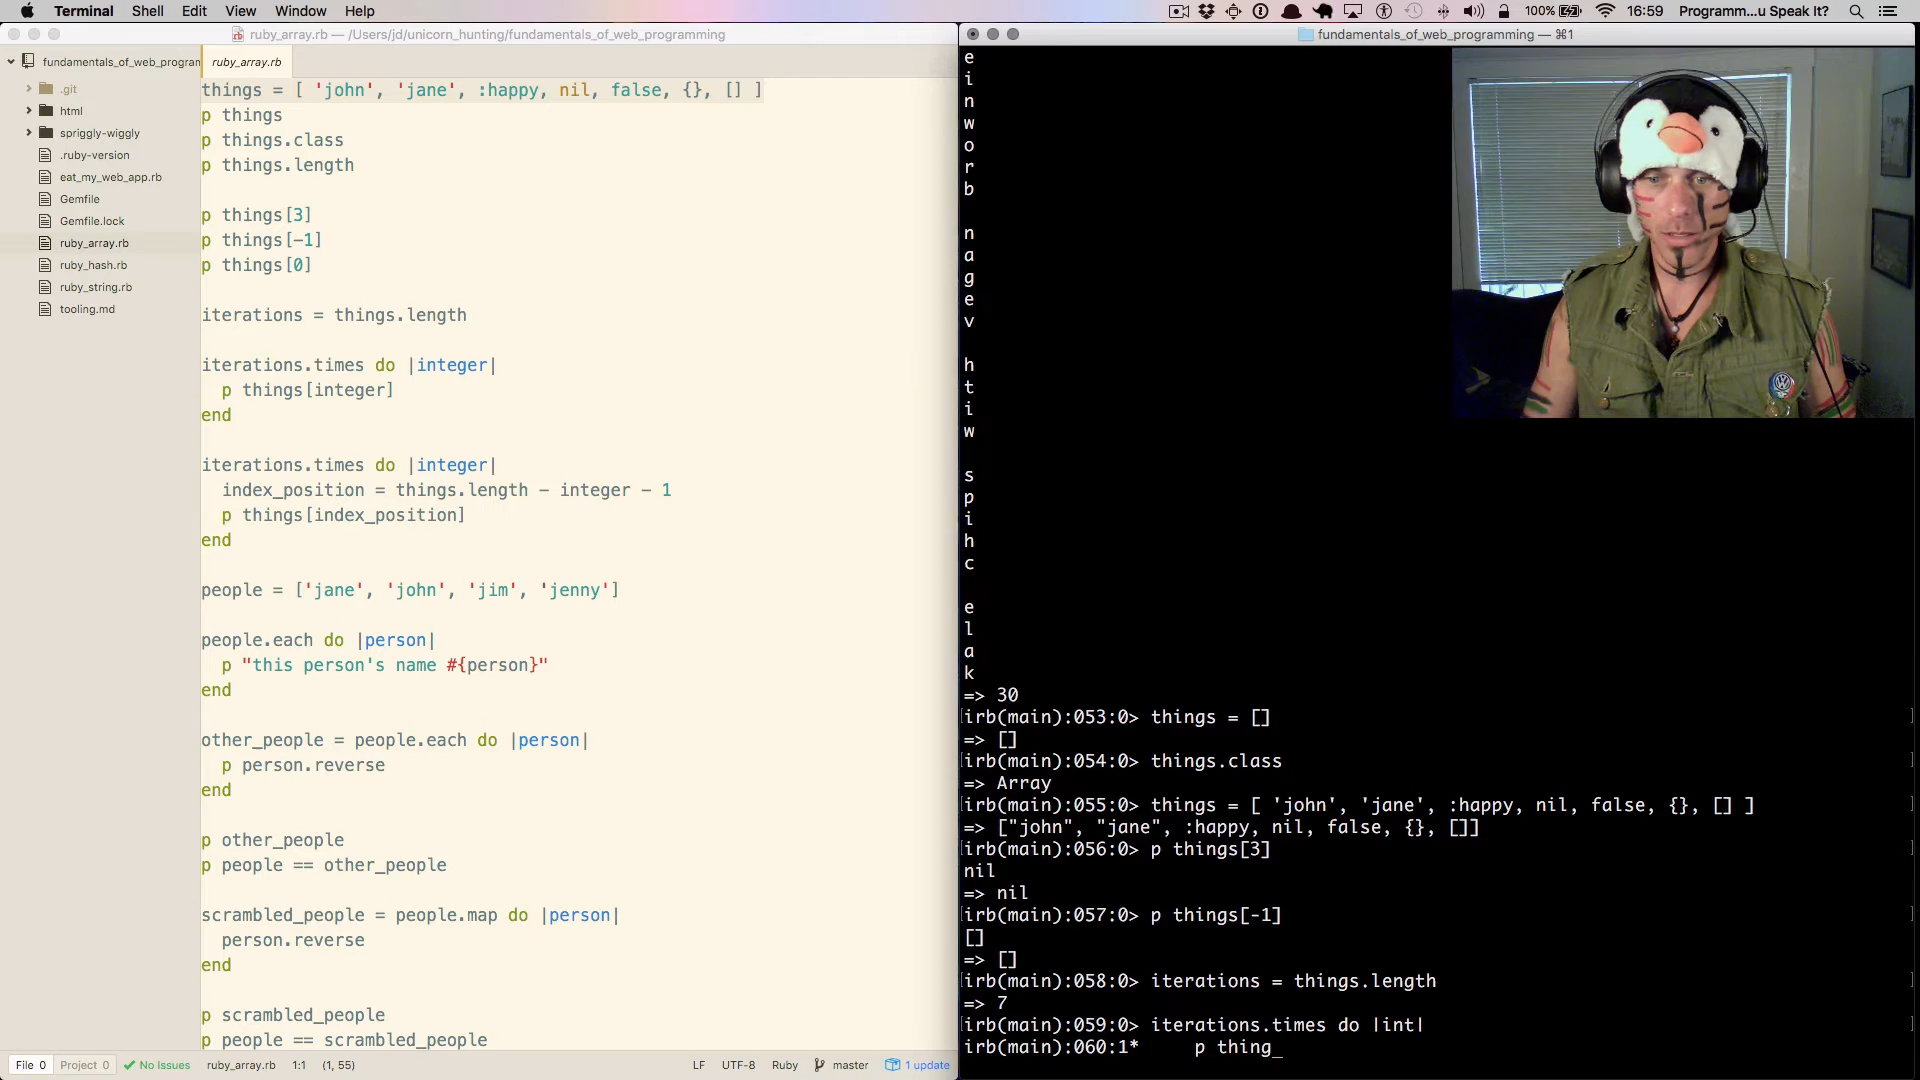 Terminal Shell Edit View Window Help 100% 16:59 Programm...u Speak It?
ruby_array.rb — /Users/jd/unicorn_hunting/fundamentals_of_web_programming
fundamentals_of_web_program
.git
html
spriggly-wiggly
.ruby-version
eat_my_web_app.rb
Gemfile
Gemfile.lock
ruby_array.rb
ruby_hash.rb
ruby_string.rb
tooling.md
ruby_array.rb
things = [ 'john', 'jane', :happy, nil, false, {}, [] ]
p things
p things.class
p things.length
p things[3]
p things[-1]
p things[0]
iterations = things.length
iterations.times do |integer|
p things[integer]
end
iterations.times do |integer|
index_position = things.length - integer - 1
p things[index_position]
end
people = ['jane', 'john', 'jim', 'jenny']
people.each do |person|
p "this person's name #{person}"
end
other_people = people.each do |person|
p person.reverse
end
p other_people
p people == other_people
scrambled_people = people.map do |person|
person.reverse
end
p scrambled_people
p people == scrambled_people
File 0 Project 0 No Issues ruby_array.rb 1:1 (1, 55) LF UTF-8 Ruby master 1 update
fundamentals_of_web_programming — ⌘1
e
i
n
w
o
r
b
n
a
g
e
v
h
t
i
w
s
p
i
h
c
e
l
a
k
=> 30
irb(main):053:0> things = []
=> []
irb(main):054:0> things.class
=> Array
irb(main):055:0> things = [ 'john', 'jane', :happy, nil, false, {}, [] ]
=> ["john", "jane", :happy, nil, false, {}, []]
irb(main):056:0> p things[3]
nil
=> nil
irb(main):057:0> p things[-1]
[]
=> []
irb(main):058:0> iterations = things.length
=> 7
irb(main):059:0> iterations.times do |int|
irb(main):060:1* p thing_